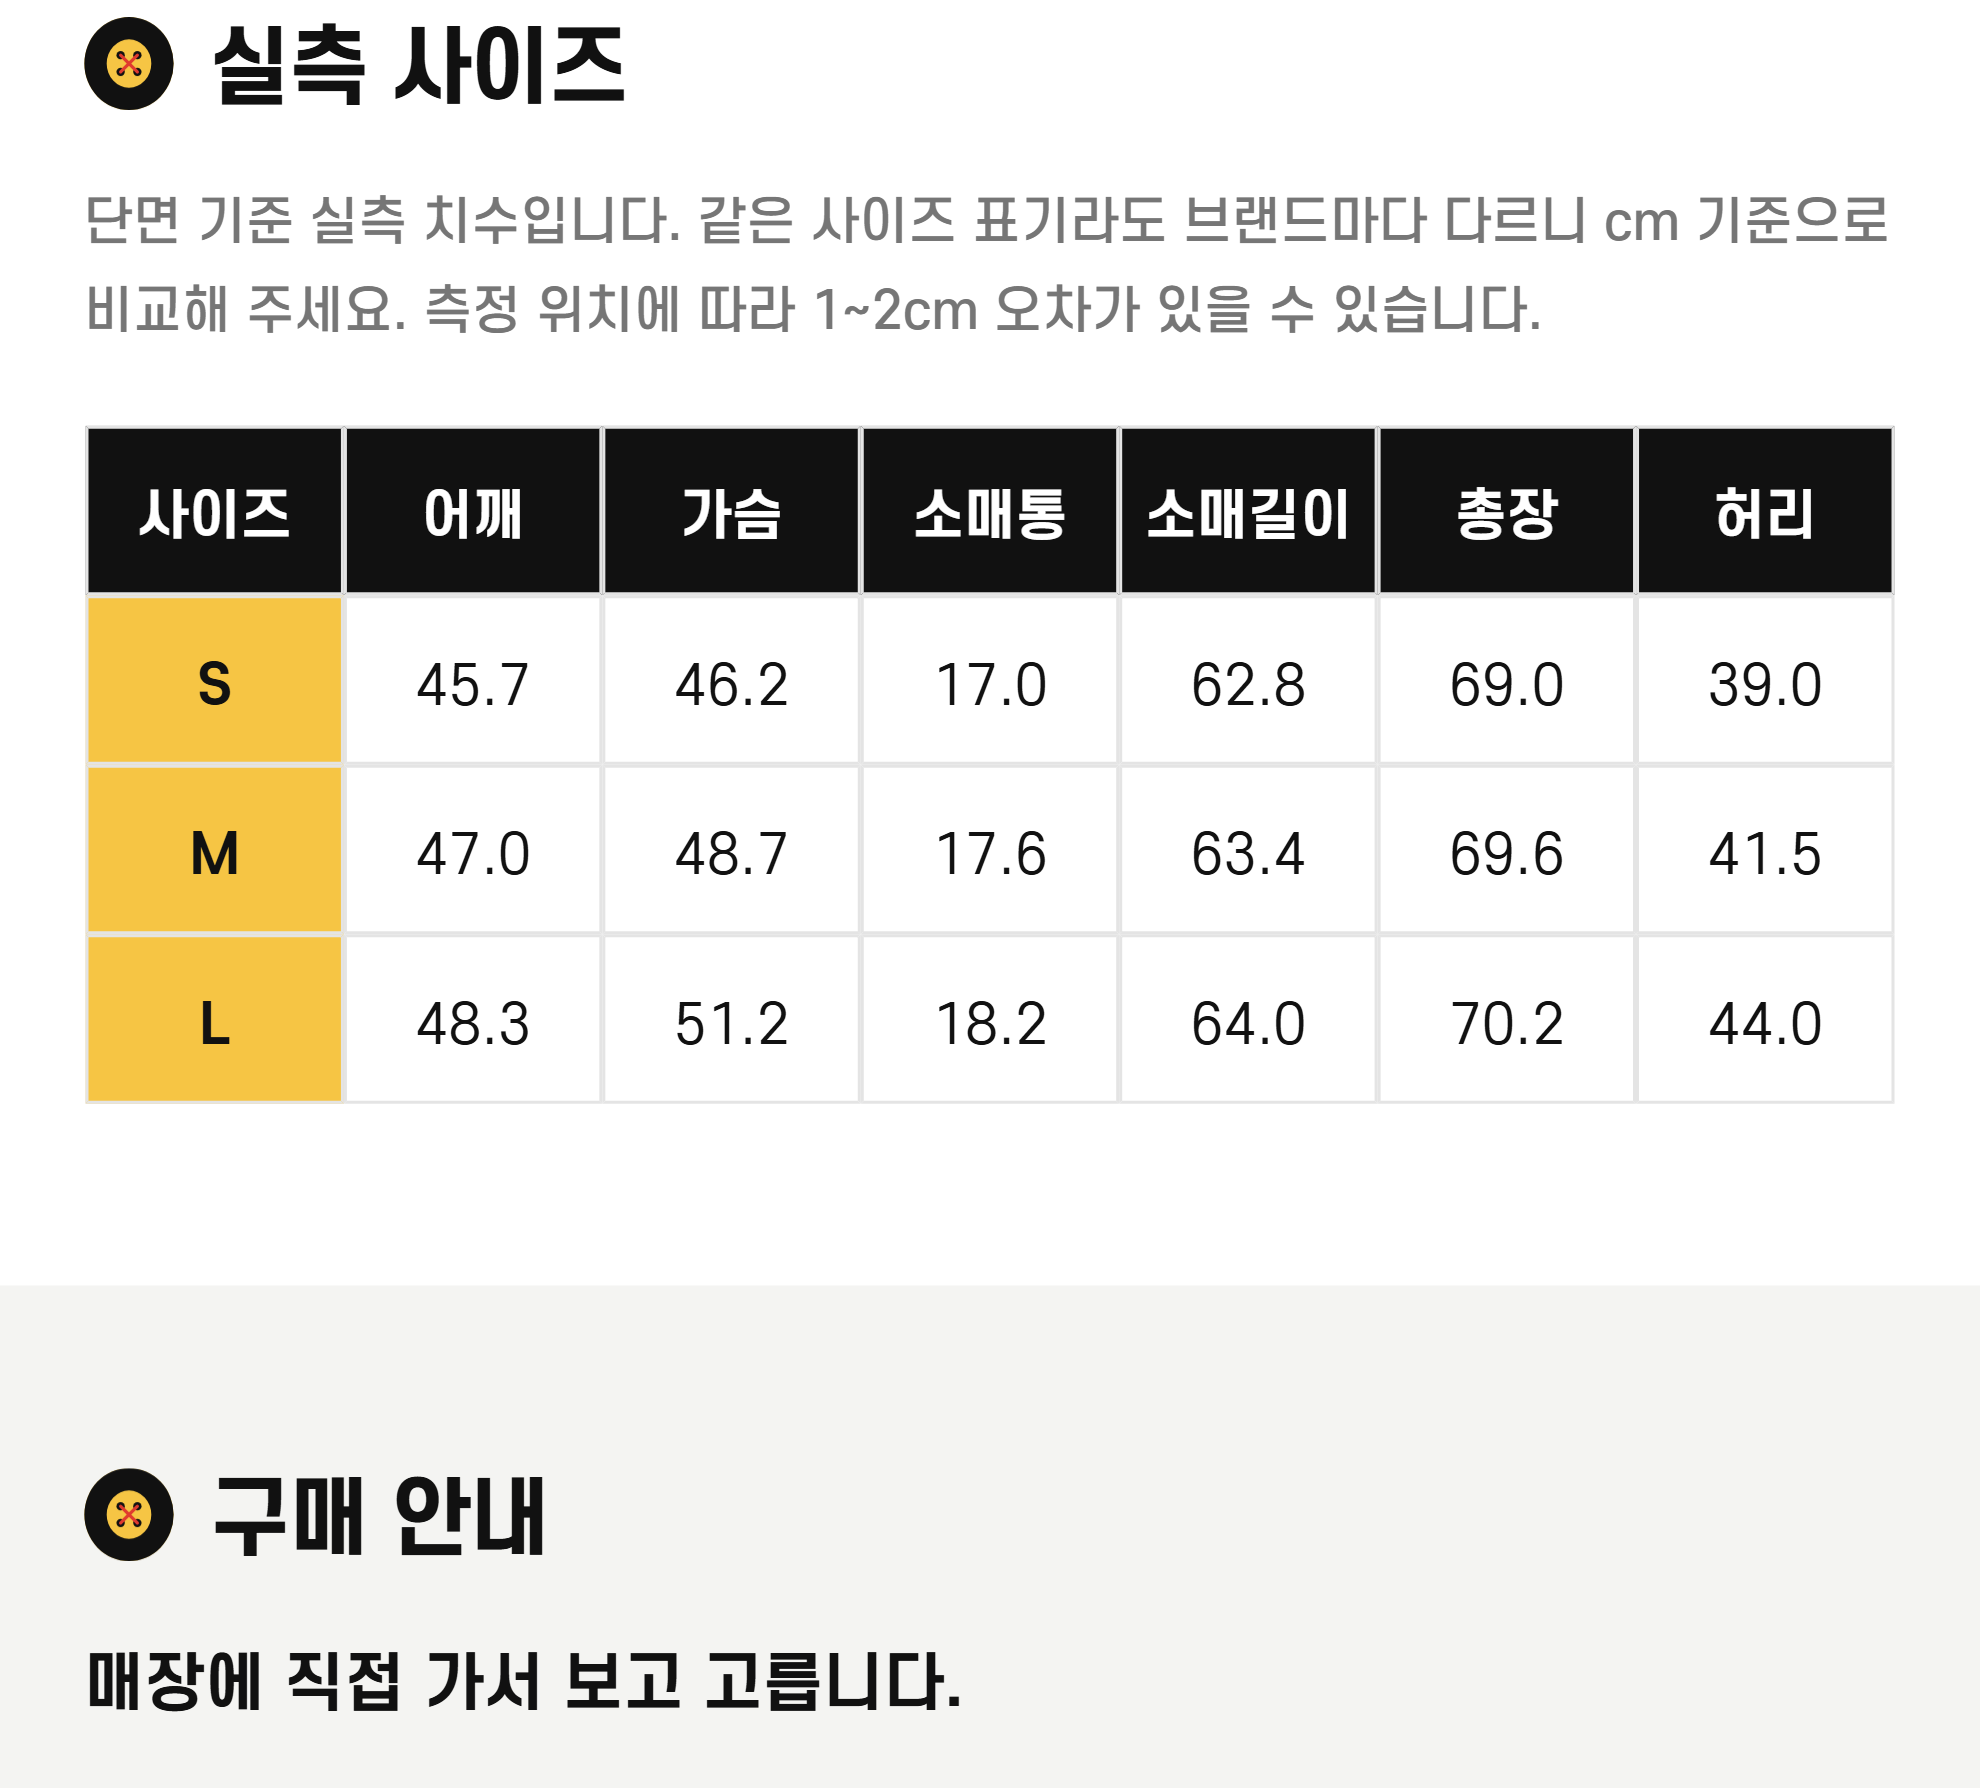 실측 사이즈
단면 기준 실측 치수입니다. 같은 사이즈 표기라도 브랜드마다 다르니 cm 기준으로
비교해 주세요. 측정 위치에 따라 1~2cm 오차가 있을 수 있습니다.
사이즈 어깨 가슴 소매통 소매길이 총장 허리
S 45.7 46.2 17.0 62.8 69.0 39.0
M 47.0 48.7 17.6 63.4 69.6 41.5
L 48.3 51.2 18.2 64.0 70.2 44.0
구매 안내
매장에 직접 가서 보고 고릅니다.